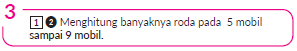 3
1 2 Menghitung banyaknya roda pada 5 mobil
sampai 9 mobil.